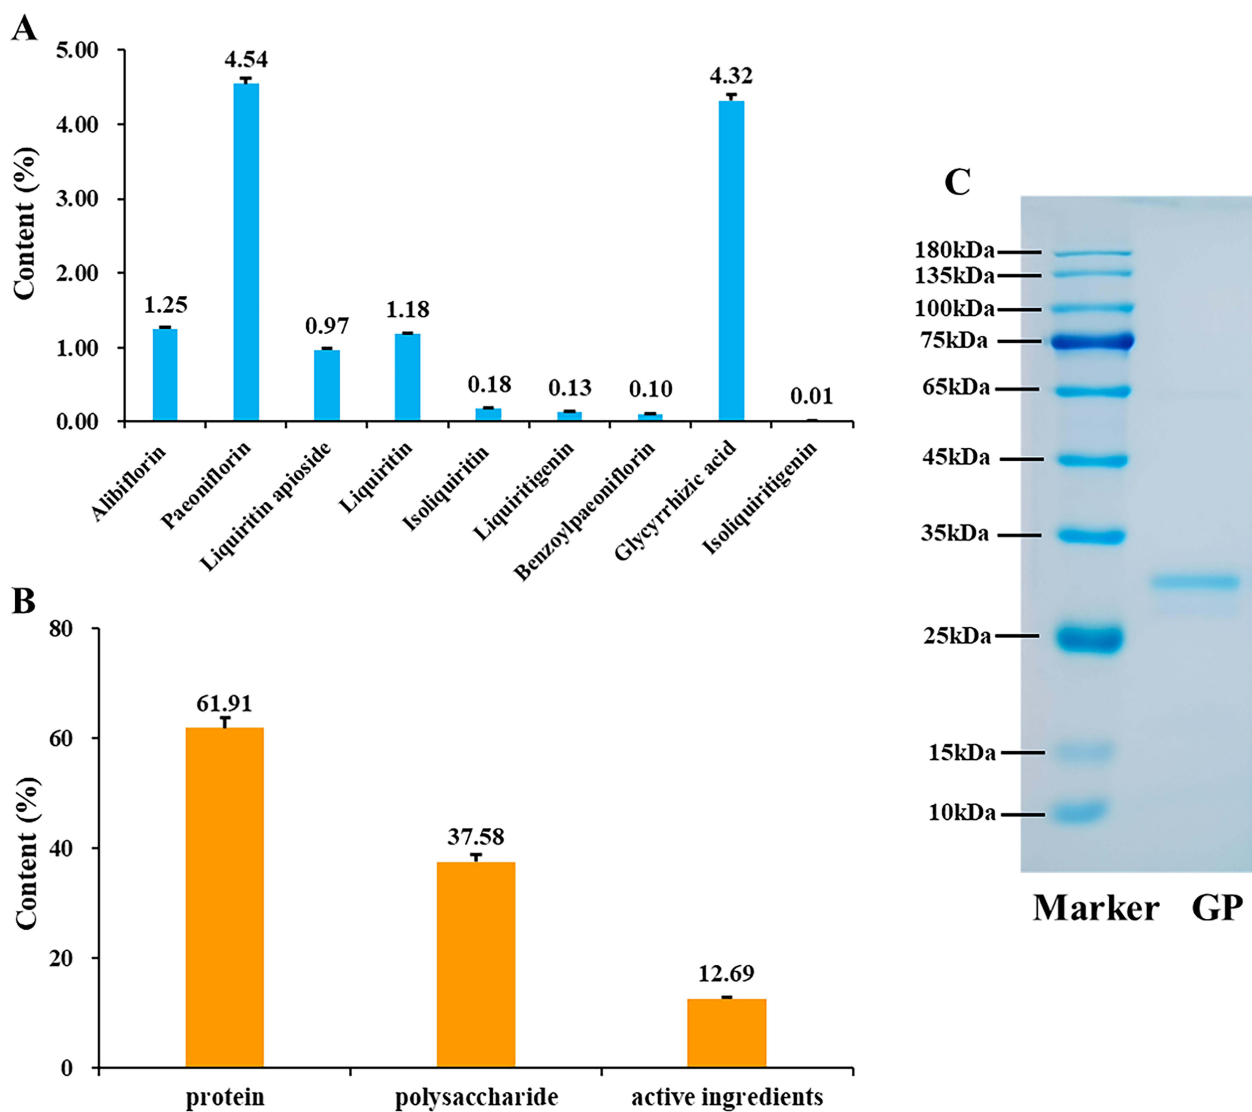 A
Content (%)
5.00
4.00
3.00
2.00
1.00
0.00
1.25
4.54
0.97
1.18
0.18
0.13
0.10
4.32
0.01
Alibiflorin
Paeoniflorin
Liquiritin apioside
Liquiritin
Isoliquiritin
Liquiritigenin
Benzoylpaeoniflorin
Glycyrrhizic acid
Isoliquiritigenin
B
Content (%)
80
60
40
20
0
61.91
37.58
12.69
protein
polysaccharide
active ingredients
C
180kDa
135kDa
100kDa
75kDa
65kDa
45kDa
35kDa
25kDa
15kDa
10kDa
Marker GP